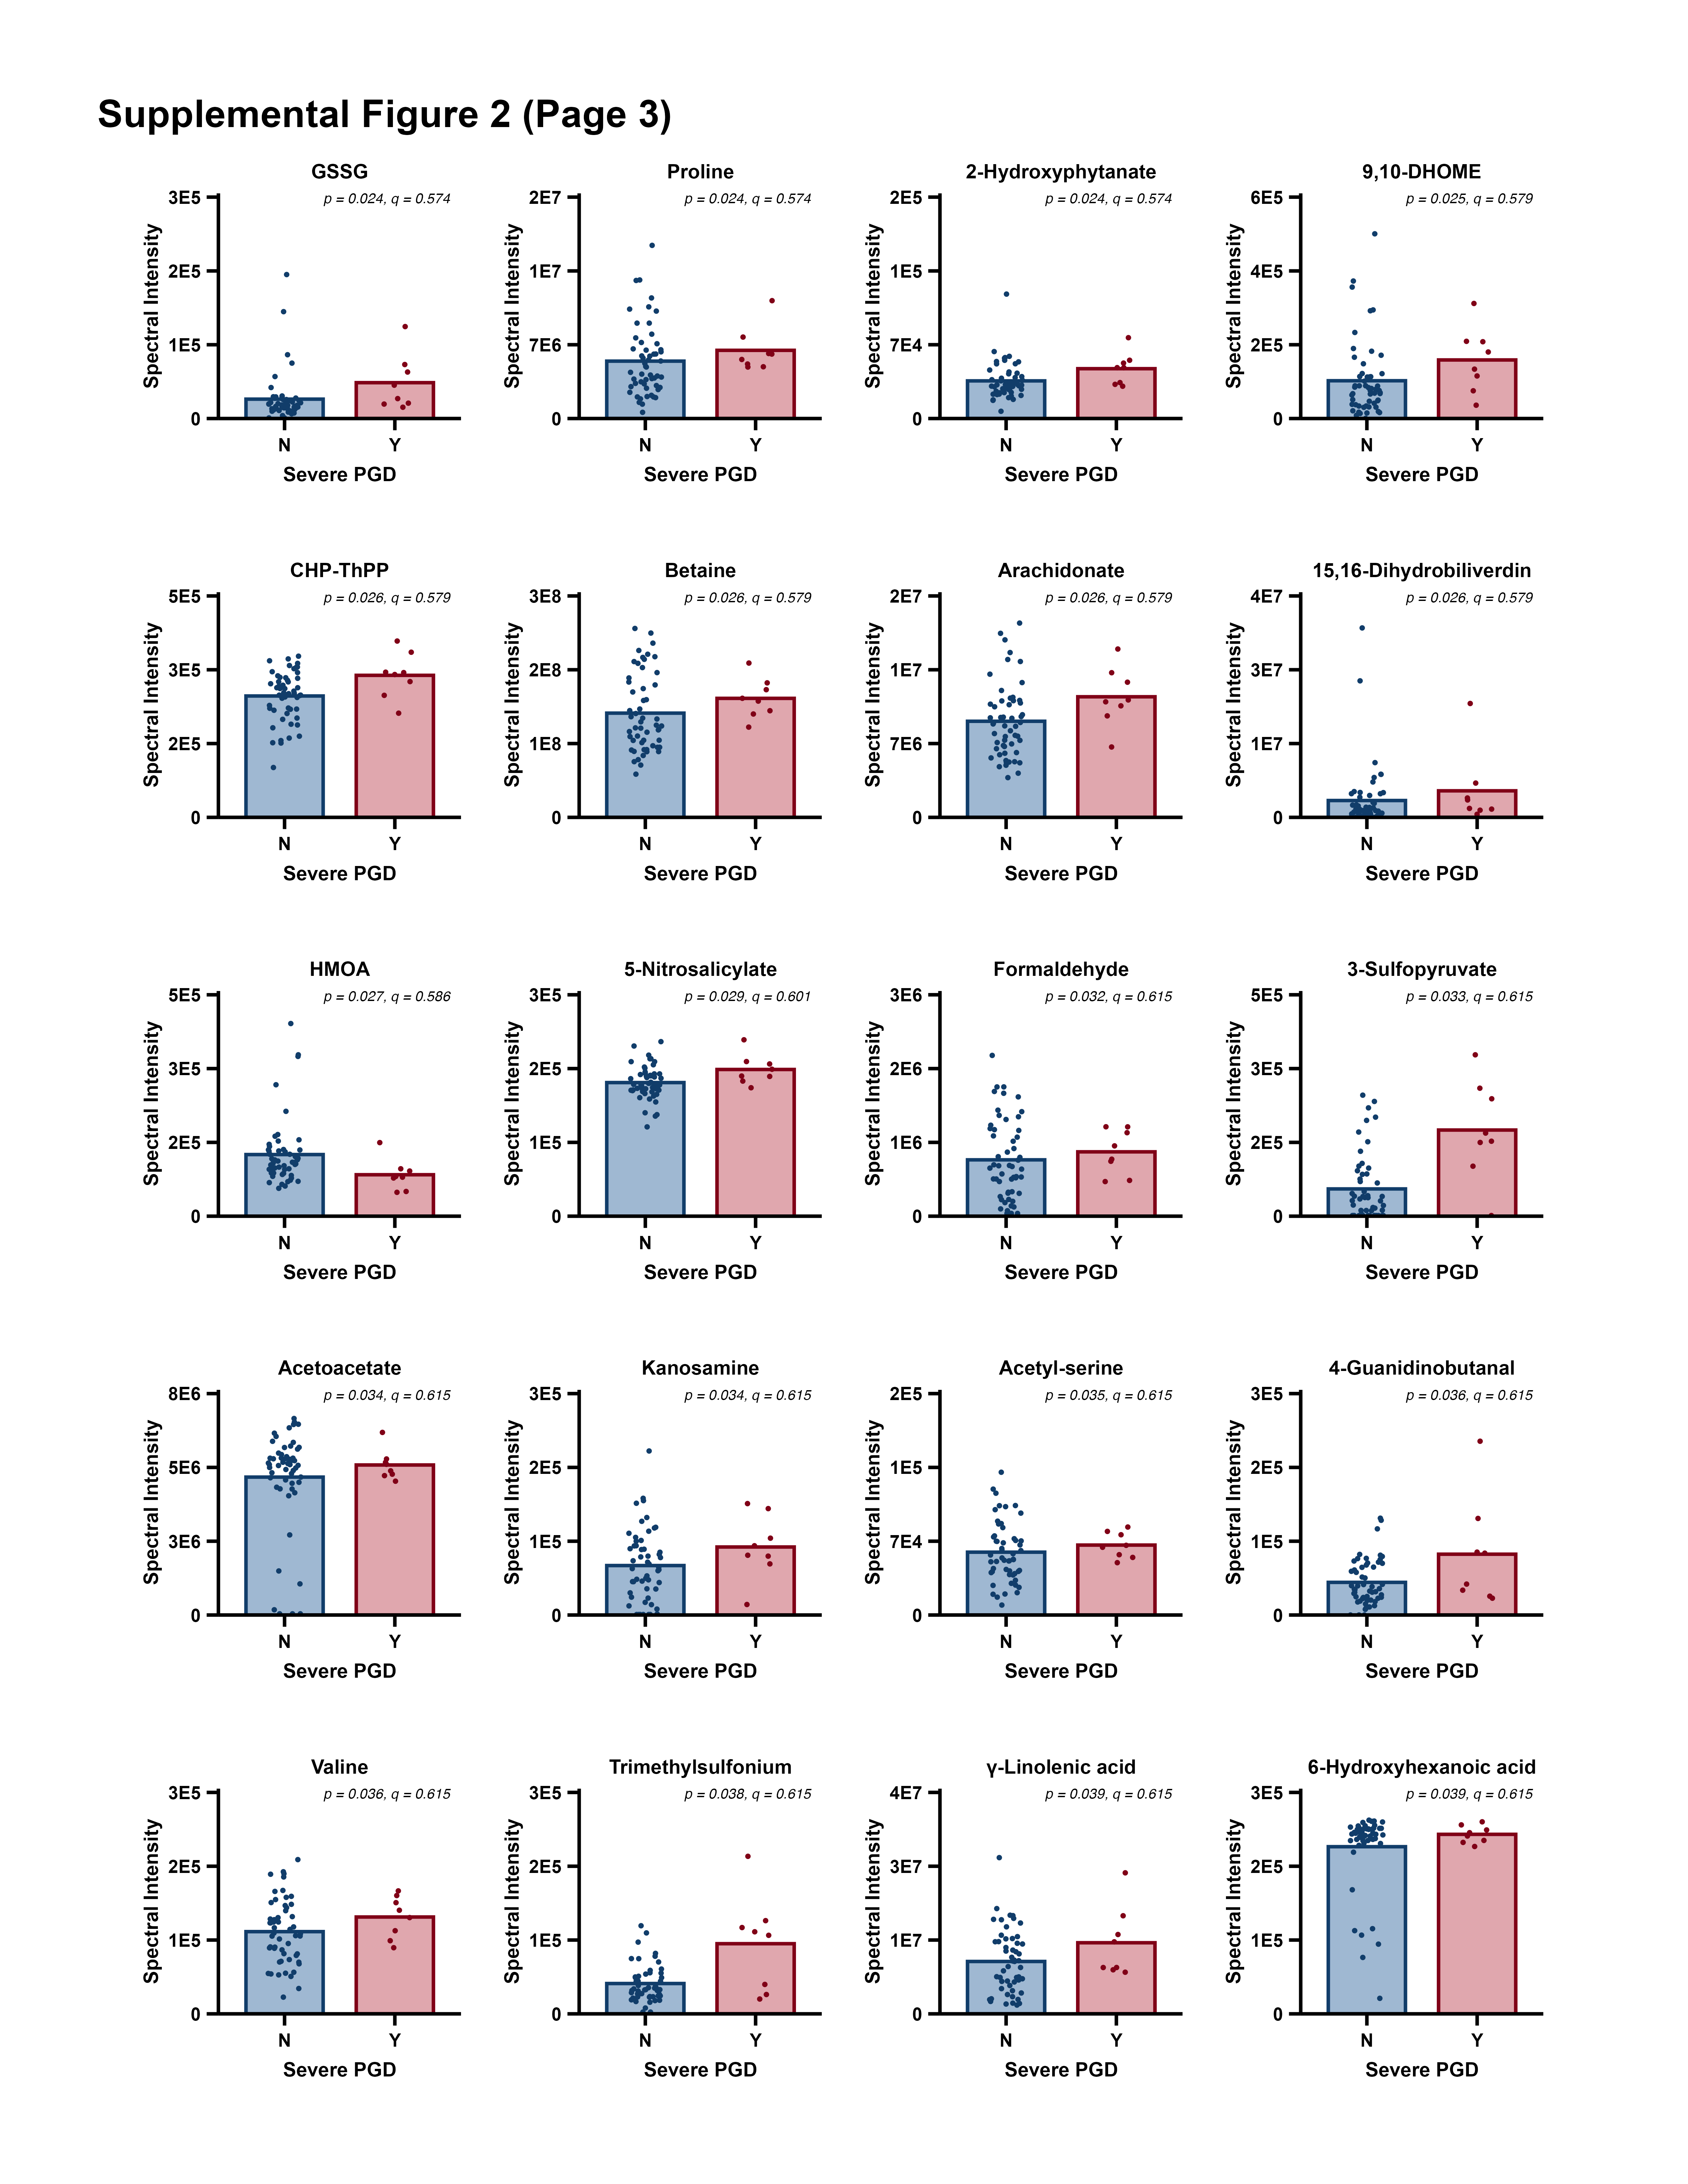 Supplemental Figure 2 (Page 3)
GSSG
p = 0.024, q = 0.574
Spectral Intensity
3E5
2E5
1E5
0
N Y
Severe PGD
Proline
p = 0.024, q = 0.574
Spectral Intensity
2E7
1E7
7E6
0
N Y
Severe PGD
2-Hydroxyphytanate
p = 0.024, q = 0.574
Spectral Intensity
2E5
1E5
7E4
0
N Y
Severe PGD
9,10-DHOME
p = 0.025, q = 0.579
Spectral Intensity
6E5
4E5
2E5
0
N Y
Severe PGD
CHP-ThPP
p = 0.026, q = 0.579
Spectral Intensity
5E5
3E5
2E5
0
N Y
Severe PGD
Betaine
p = 0.026, q = 0.579
Spectral Intensity
3E8
2E8
1E8
0
N Y
Severe PGD
Arachidonate
p = 0.026, q = 0.579
Spectral Intensity
2E7
1E7
7E6
0
N Y
Severe PGD
15,16-Dihydrobiliverdin
p = 0.026, q = 0.579
Spectral Intensity
4E7
3E7
1E7
0
N Y
Severe PGD
HMOA
p = 0.027, q = 0.586
Spectral Intensity
5E5
3E5
2E5
0
N Y
Severe PGD
5-Nitrosalicylate
p = 0.029, q = 0.601
Spectral Intensity
3E5
2E5
1E5
0
N Y
Severe PGD
Formaldehyde
p = 0.032, q = 0.615
Spectral Intensity
3E6
2E6
1E6
0
N Y
Severe PGD
3-Sulfopyruvate
p = 0.033, q = 0.615
Spectral Intensity
5E5
3E5
2E5
0
N Y
Severe PGD
Acetoacetate
p = 0.034, q = 0.615
Spectral Intensity
8E6
5E6
3E6
0
N Y
Severe PGD
Kanosamine
p = 0.034, q = 0.615
Spectral Intensity
3E5
2E5
1E5
0
N Y
Severe PGD
Acetyl-serine
p = 0.035, q = 0.615
Spectral Intensity
2E5
1E5
7E4
0
N Y
Severe PGD
4-Guanidinobutanal
p = 0.036, q = 0.615
Spectral Intensity
3E5
2E5
1E5
0
N Y
Severe PGD
Valine
p = 0.036, q = 0.615
Spectral Intensity
3E5
2E5
1E5
0
N Y
Severe PGD
Trimethylsulfonium
p = 0.038, q = 0.615
Spectral Intensity
3E5
2E5
1E5
0
N Y
Severe PGD
γ-Linolenic acid
p = 0.039, q = 0.615
Spectral Intensity
4E7
3E7
1E7
0
N Y
Severe PGD
6-Hydroxyhexanoic acid
p = 0.039, q = 0.615
Spectral Intensity
3E5
2E5
1E5
0
N Y
Severe PGD